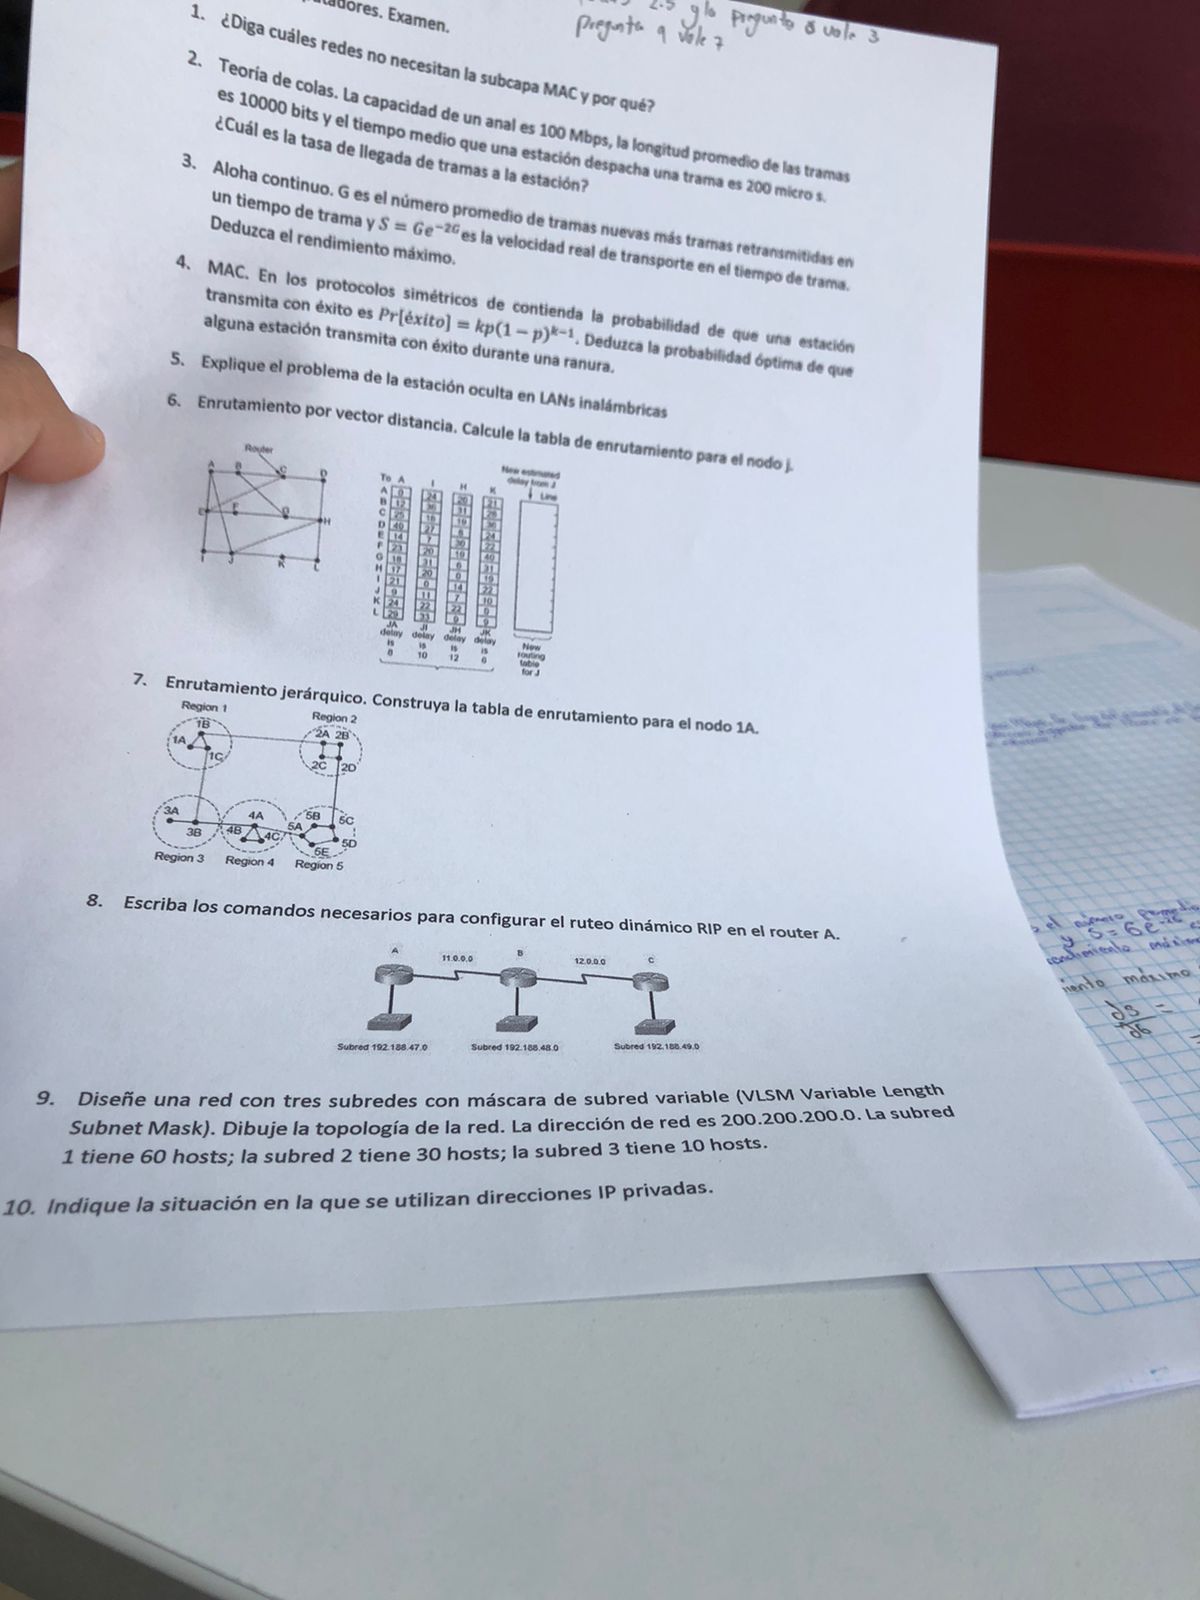 Examen.
2.5 y la pregunta 8 vale 3
pregunta 9 vale 7
1. ¿Diga cuáles redes no necesitan la subcapa MAC y por qué?
2. Teoría de colas. La capacidad de un anal es 100 Mbps, la longitud promedio de las tramas
es 10000 bits y el tiempo medio que una estación despacha una trama es 200 micro s.
¿Cuál es la tasa de llegada de tramas a la estación?
3. Aloha continuo. G es el número promedio de tramas nuevas más tramas retransmitidas en
un tiempo de trama y S = Ge^{-2G} es la velocidad real de transporte en el tiempo de trama.
Deduzca el rendimiento máximo.
4. MAC. En los protocolos simétricos de contienda la probabilidad de que una estación
transmita con éxito es Pr[éxito] = kp(1 − p)^{k−1}. Deduzca la probabilidad óptima de que
alguna estación transmita con éxito durante una ranura.
5. Explique el problema de la estación oculta en LANs inalámbricas
6. Enrutamiento por vector distancia. Calcule la tabla de enrutamiento para el nodo j.
Router
A B C D
E F G H
I J K L
New estimated
delay from J
To A I H K Line
A 0 24 20 21
B 12 36 31 28
C 25 18 19 36
D 40 27 8 24
E 14 7 30 22
F 23 20 19 40
G 18 31 6 31
H 17 20 0 19
I 21 0 14 22
J 9 11 7 10
K 24 22 22 0
L 29 33 9 9
JA JI JH JK
delay delay delay delay
is is is is
8 10 12 6
New
routing
table
for J
7. Enrutamiento jerárquico. Construya la tabla de enrutamiento para el nodo 1A.
Region 1 Region 2
1B 2A 2B
1A
1C 2C 2D
3A 4A 5B 5C
3B 4B 4C 5A 5D
5E
Region 3 Region 4 Region 5
8. Escriba los comandos necesarios para configurar el ruteo dinámico RIP en el router A.
A 11.0.0.0 B 12.0.0.0 C
Subred 192.168.47.0 Subred 192.168.48.0 Subred 192.168.49.0
9. Diseñe una red con tres subredes con máscara de subred variable (VLSM Variable Length
Subnet Mask). Dibuje la topología de la red. La dirección de red es 200.200.200.0. La subred
1 tiene 60 hosts; la subred 2 tiene 30 hosts; la subred 3 tiene 10 hosts.
10. Indique la situación en la que se utilizan direcciones IP privadas.
el número promedio
y S = Ge^{-2G}
máximo